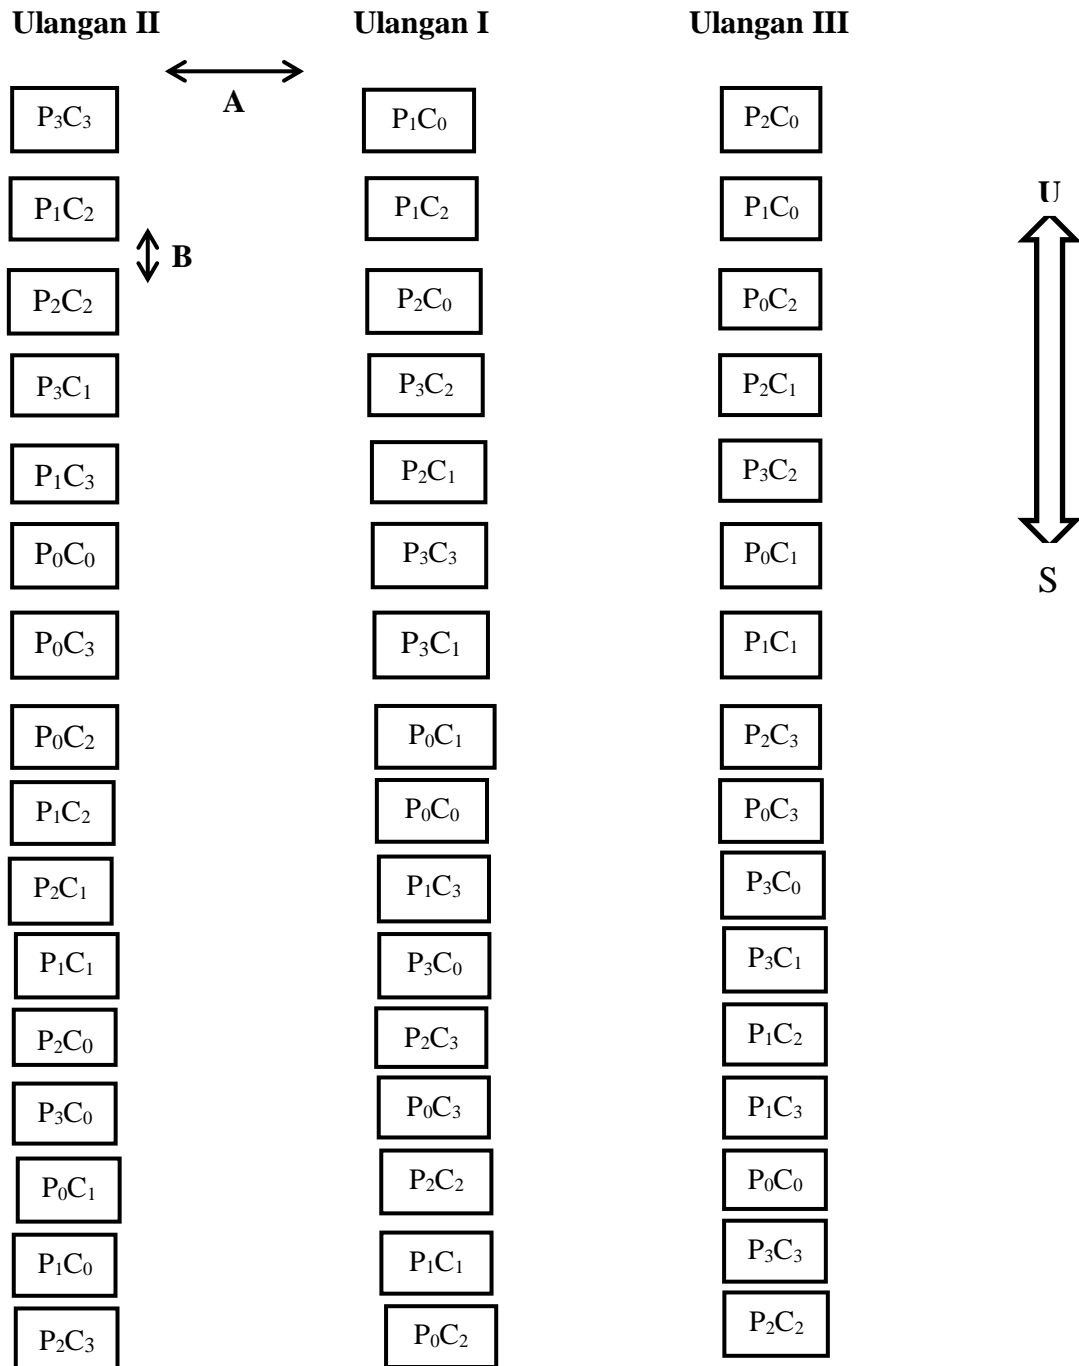 Ulangan II Ulangan I Ulangan III
A
P₃C₃ P₁C₀ P₂C₀
U
P₁C₂ P₁C₂ P₁C₀
B
P₂C₂ P₂C₀ P₀C₂
P₃C₁ P₃C₂ P₂C₁
P₁C₃ P₂C₁ P₃C₂
P₀C₀ P₃C₃ P₀C₁
S
P₀C₃ P₃C₁ P₁C₁
P₀C₂ P₀C₁ P₂C₃
P₁C₂ P₀C₀ P₀C₃
P₂C₁ P₁C₃ P₃C₀
P₁C₁ P₃C₀ P₃C₁
P₂C₀ P₂C₃ P₁C₂
P₃C₀ P₀C₃ P₁C₃
P₀C₁ P₂C₂ P₀C₀
P₁C₀ P₁C₁ P₃C₃
P₂C₃ P₀C₂ P₂C₂